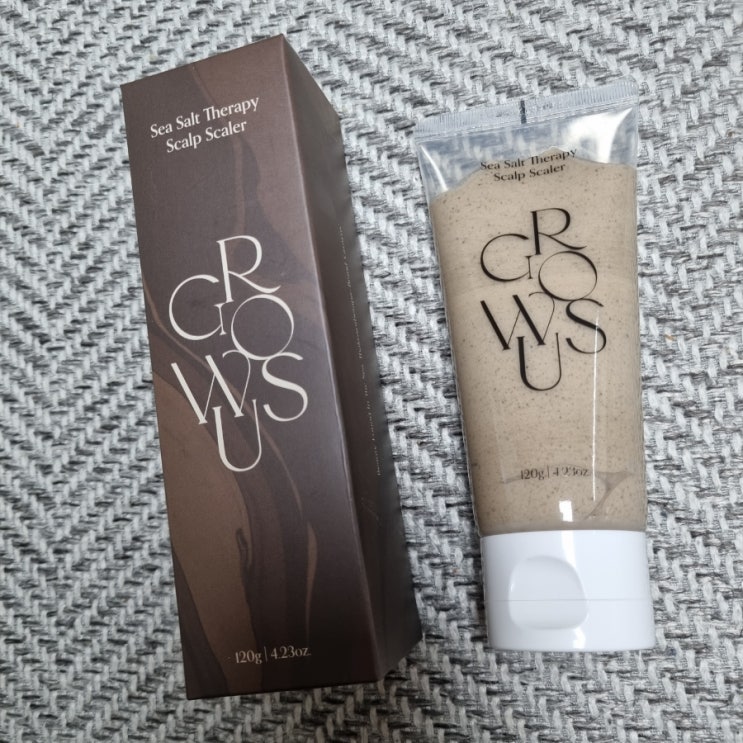 Sea Salt Therapy
Scalp Scaler
GROWUS
120g | 4.23oz.
Sea Salt Therapy
Scalp Scaler
GROWUS
120g | 4.23oz.